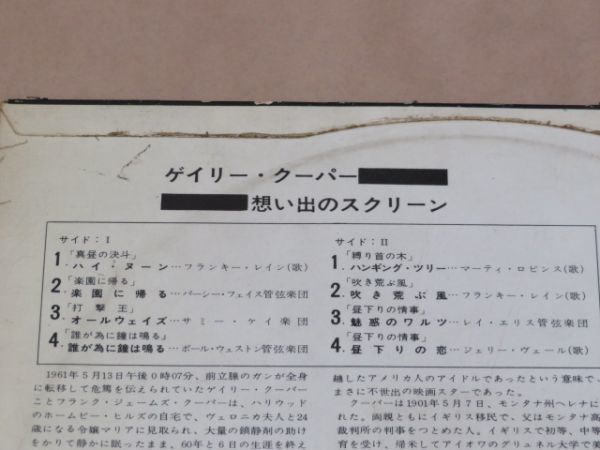 ゲイリー・クーパー
想い出のスクリーン
サイド:I
1「真昼の決斗」
ハイ・ヌーン…フランキー・レイン(歌)
2「楽園に帰る」
楽園に帰る…パーシー・フェイス管弦楽団
3「打撃王」
オールウェイズ…サミー・ケイ楽団
4「誰が為に鐘は鳴る」
誰が為に鐘は鳴る…ポール・ウェストン管弦楽団
サイド:II
1「縛り首の木」
ハンギング・ツリー…マーティ・ロビンス(歌)
2「吹き荒ぶ風」
吹き荒ぶ風…フランキー・レイン(歌)
3「昼下りの情事」
魅惑のワルツ…レイ・エリス管弦楽団
4「昼下りの情事」
昼下りの恋…ジェリー・ヴェール(歌)
1961年5月13日午後0時07分、前立腺のガンが全身
に転移して危篤を伝えられていたゲイリー・クーパー
ことフランク・ジェームズ・クーパーは、ハリウッド
のホームビー・ヒルズの自宅で、ヴェロニカ夫人と24
歳になる令嬢マリアに見取られ、大量の鎮静剤の助け
をかりて静かに眠ったまま、60年と6日の生涯を終え
越したアメリカ人のアイドルであったという意味で、
まさに不世出の映画スターであった。
クーパーは1901年5月7日、モンタナ州ヘレナに
れた。両親ともにイギリス移民で、父はモンタナ高
裁判所の判事をつとめた人。イギリスで初等、中等
育を受け、帰米してアイオワのグリュネル大学で美